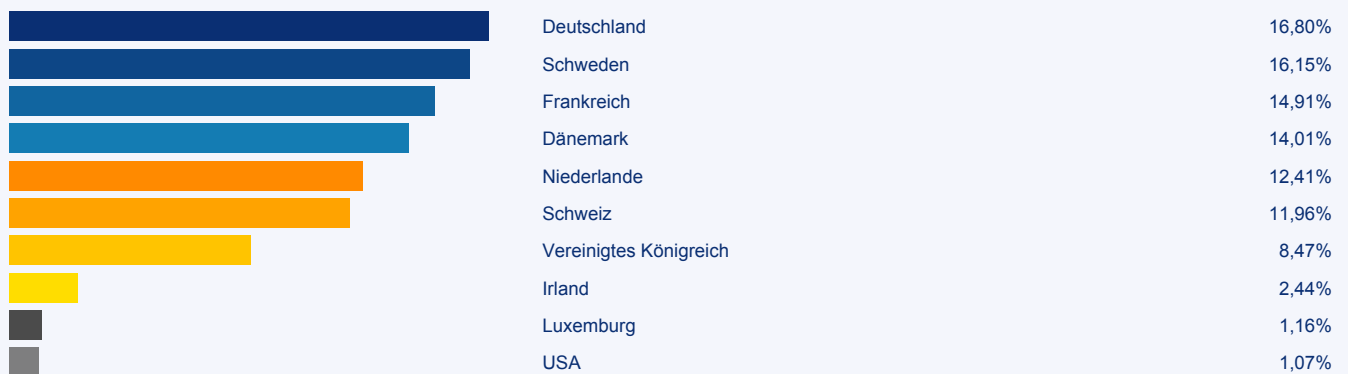 Deutschland 16,80%
Schweden 16,15%
Frankreich 14,91%
Dänemark 14,01%
Niederlande 12,41%
Schweiz 11,96%
Vereinigtes Königreich 8,47%
Irland 2,44%
Luxemburg 1,16%
USA 1,07%